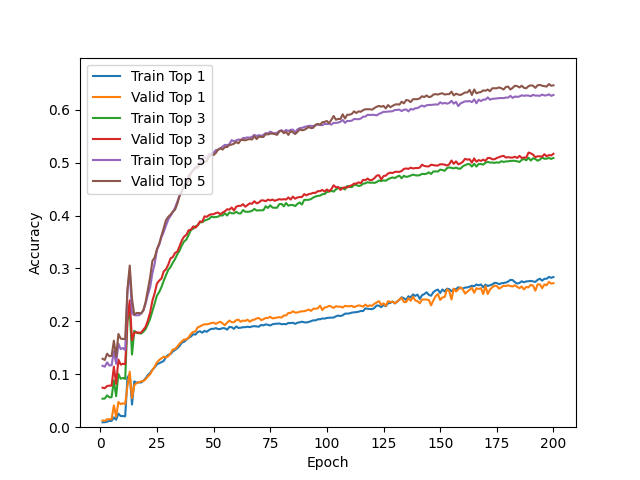 Train Top 1
Valid Top 1
Train Top 3
Valid Top 3
Train Top 5
Valid Top 5
Accuracy
0.6
0.5
0.4
0.3
0.2
0.1
0.0
0 25 50 75 100 125 150 175 200
Epoch